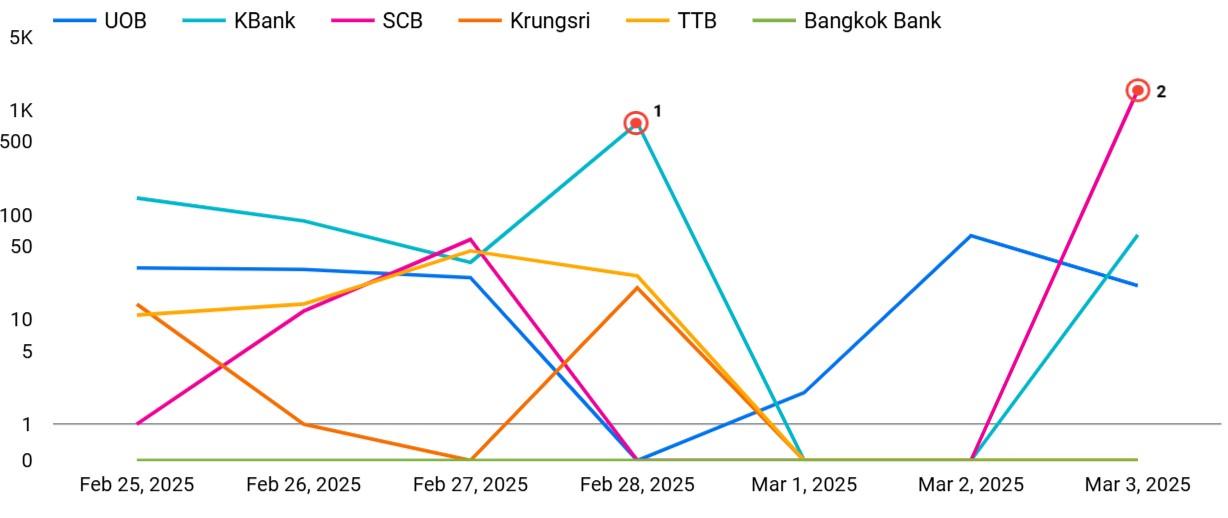 UOB KBank SCB Krungsri TTB Bangkok Bank
5K
1K
500
100
50
10
5
1
0
1
2
Feb 25, 2025 Feb 26, 2025 Feb 27, 2025 Feb 28, 2025 Mar 1, 2025 Mar 2, 2025 Mar 3, 2025